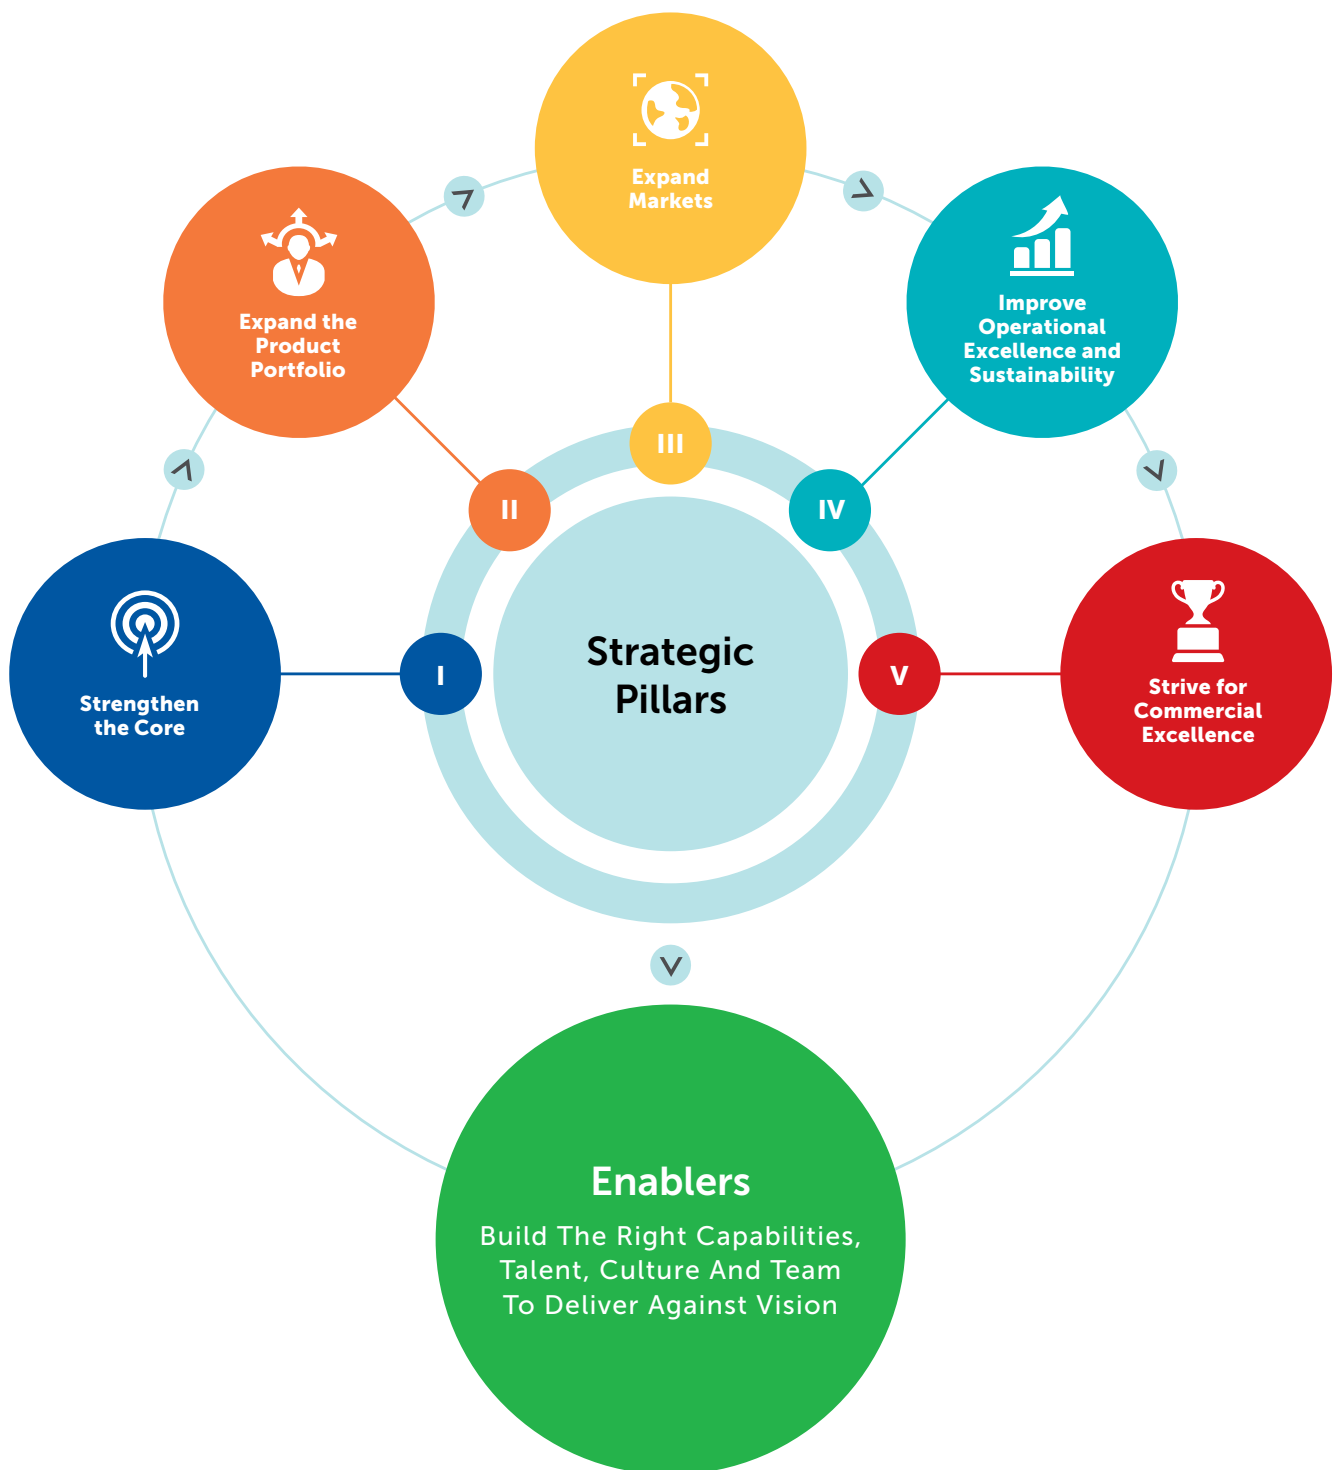 Expand
Markets
Expand the
Product
Portfolio
Improve
Operational
Excellence and
Sustainability
III
II
IV
Strategic
Pillars
Strengthen
the Core
I
V
Strive for
Commercial
Excellence
Enablers
Build The Right Capabilities,
Talent, Culture And Team
To Deliver Against Vision